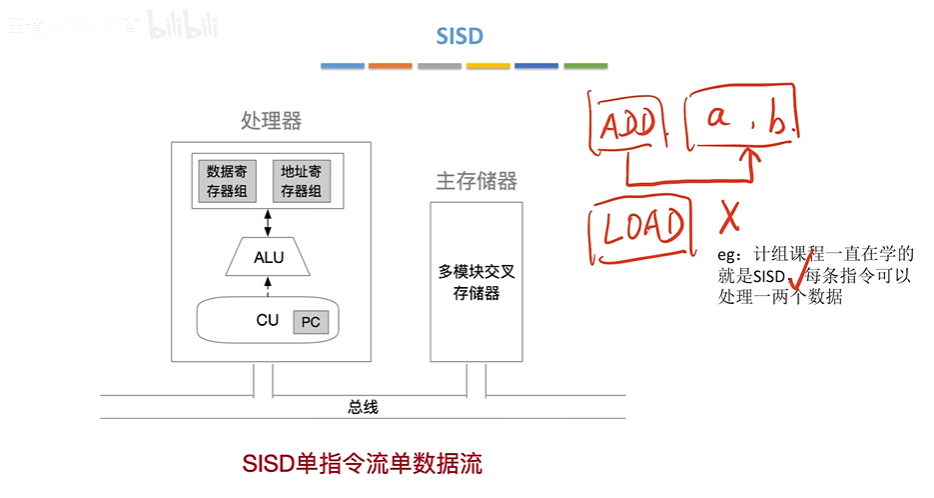 bilibili
SISD
处理器
数据寄
存器组
地址寄
存器组
ALU
CU
PC
主存储器
多模块交叉
存储器
总线
SISD单指令流单数据流
ADD a , b.
LOAD X
eg：计组课程一直在学的
就是SISD，每条指令可以
处理一两个数据